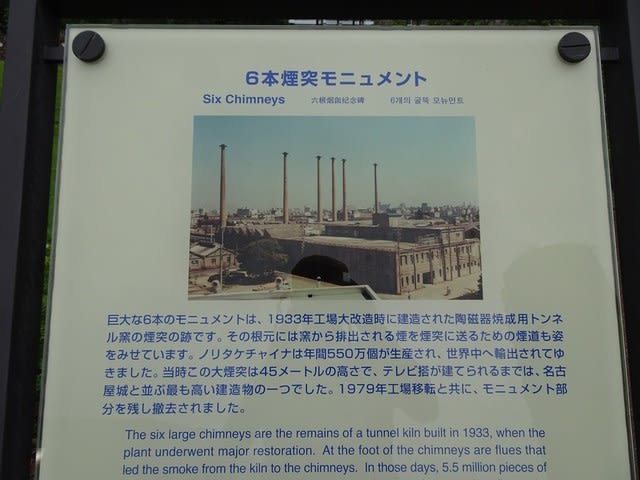 6本煙突モニュメント
Six Chimneys 六根烟囱纪念碑 6개의 굴뚝 모뉴먼트
巨大な6本のモニュメントは、1933年工場大改造時に建造された陶磁器焼成用トンネ
ル窯の煙突の跡です。その根元には窯から排出される煙を煙突に送るための煙道も姿
をみせています。ノリタケチャイナは年間550万個が生産され、世界中へ輸出されてゆ
きました。当時この大煙突は45メートルの高さで、テレビ搭が建てられるまでは、名古
屋城と並ぶ最も高い建造物の一つでした。1979年工場移転と共に、モニュメント部
分を残し撤去されました。
The six large chimneys are the remains of a tunnel kiln built in 1933, when the
plant underwent major restoration. At the foot of the chimneys are flues that
led the smoke from the kiln to the chimneys. In those days, 5.5 million pieces of